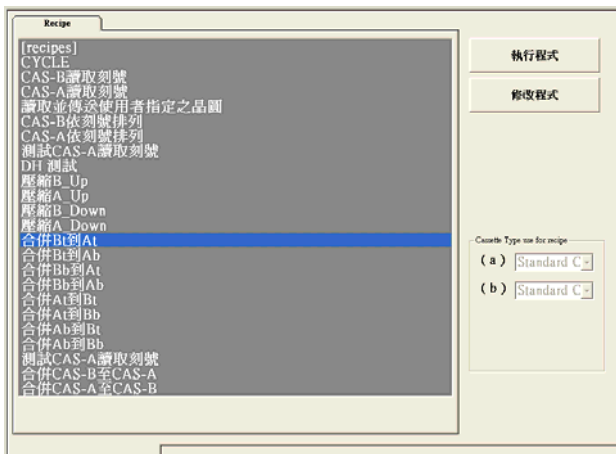 Recipe
[recipes]
CYCLE
CAS-B讀取刻號
CAS-A讀取刻號
讀取並傳送使用者指定之晶圓
CAS-B依刻號排列
CAS-A依刻號排列
測試CAS-A讀取刻號
DH 測試
壓縮B_Up
壓縮A_Up
壓縮B_Down
壓縮A_Down
合併Bt到At
合併Bt到Ab
合併Bb到At
合併Bb到Ab
合併At到Bt
合併At到Bb
合併Ab到Bt
合併Ab到Bb
測試CAS-A讀取刻號
合併CAS-B至CAS-A
合併CAS-A至CAS-B
執行程式
修改程式
Cassette Type use for recipe
( a ) Standard C
( b ) Standard C